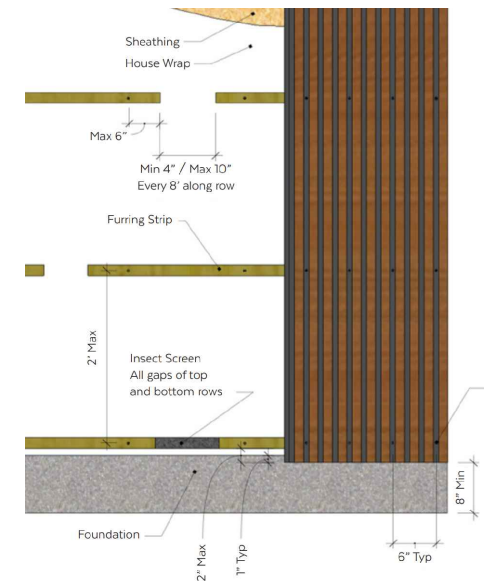 Sheathing
House Wrap
Max 6"
Min 4" / Max 10"
Every 8' along row
Furring Strip
2' Max
Insect Screen
All gaps of top
and bottom rows
8" Min
Foundation
2" Max
1" Typ
6" Typ